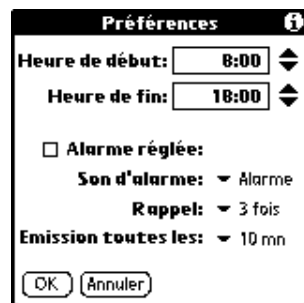 Préférences
Heure de début: 8:00
Heure de fin: 18:00
Alarme réglée:
Son d'alarme: Alarme
Rappel: 3 fois
Emission toutes les: 10 mn
OK Annuler